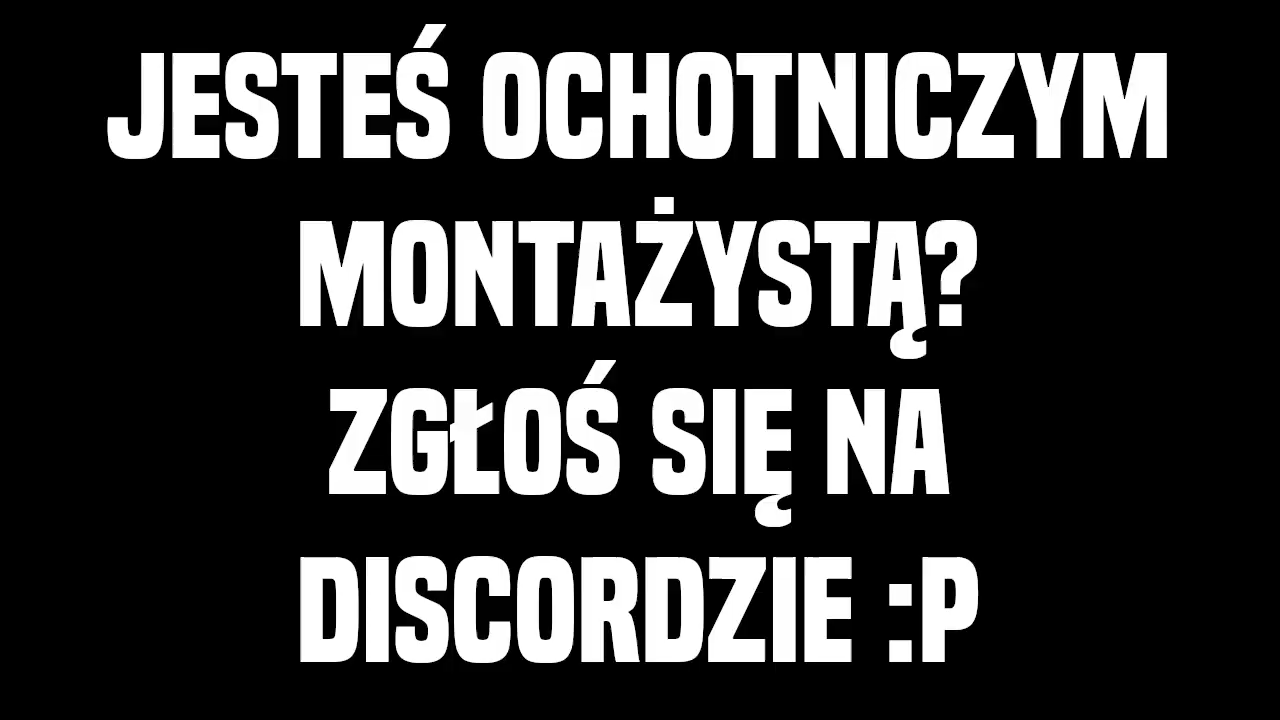 JESTEŚ OCHOTNICZYM
MONTAŻYSTĄ?
ZGŁOŚ SIĘ NA
DISCORDZIE :P